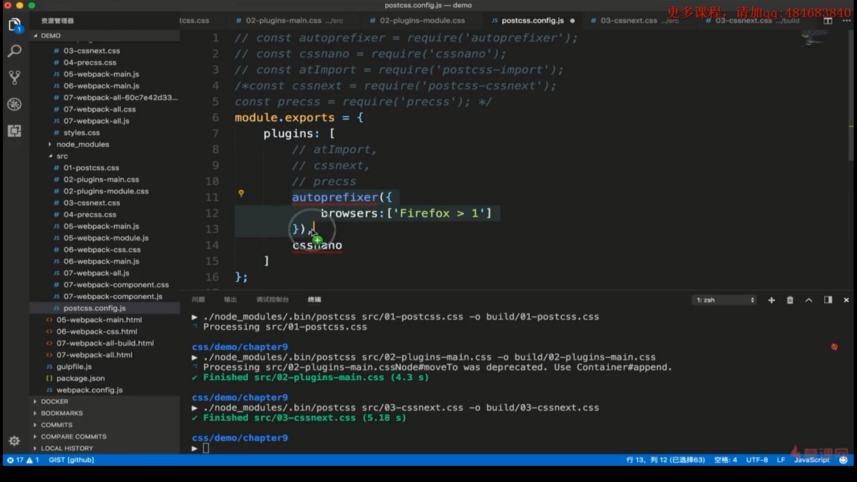 postcss.config.js — demo
更多课程，请加qq:484683840
资源管理器
css.css
02-plugins-main.css .../src
02-plugins-module.css
postcss.config.js
03-cssnext.css .../src
03-cssnext.css .../build
DEMO
03-cssnext.css
04-precss.css
05-webpack-main.js
06-webpack-main.js
07-webpack-all-60c7e42d33...
07-webpack-all.css
07-webpack-all.js
styles.css
node_modules
src
01-postcss.css
02-plugins-main.css
02-plugins-module.css
03-cssnext.css
04-precss.css
05-webpack-main.js
05-webpack-module.js
06-webpack-css.css
06-webpack-main.js
07-webpack-all.js
07-webpack-component.css
07-webpack-component.js
postcss.config.js
05-webpack-main.html
06-webpack-css.html
07-webpack-all-build.html
07-webpack-all.html
gulpfile.js
package.json
webpack.config.js
DOCKER
BOOKMARKS
COMMITS
COMPARE COMMITS
LOCAL HISTORY
1 // const autoprefixer = require('autoprefixer');
2 // const cssnano = require('cssnano');
3 // const atImport = require('postcss-import');
4 /*const cssnext = require('postcss-cssnext');
5 const precss = require('precss'); */
6 module.exports = {
7 plugins: [
8 // atImport,
9 // cssnext,
10 // precss
11 autoprefixer({
12 browsers:['Firefox > 1']
13 }),
14 cssnano
15 ]
16 };
问题 输出 调试控制台 终端
1: zsh
./node_modules/.bin/postcss src/01-postcss.css -o build/01-postcss.css
Processing src/01-postcss.css
css/demo/chapter9
./node_modules/.bin/postcss src/02-plugins-main.css -o build/02-plugins-main.css
Processing src/02-plugins-main.cssNode#moveTo was deprecated. Use Container#append.
✔ Finished src/02-plugins-main.css (4.3 s)
css/demo/chapter9
./node_modules/.bin/postcss src/03-cssnext.css -o build/03-cssnext.css
✔ Finished src/03-cssnext.css (5.18 s)
css/demo/chapter9
慕课网
17 1 GIST [github]
行 13，列 12 (已选择63) 空格: 4 UTF-8 LF JavaScript